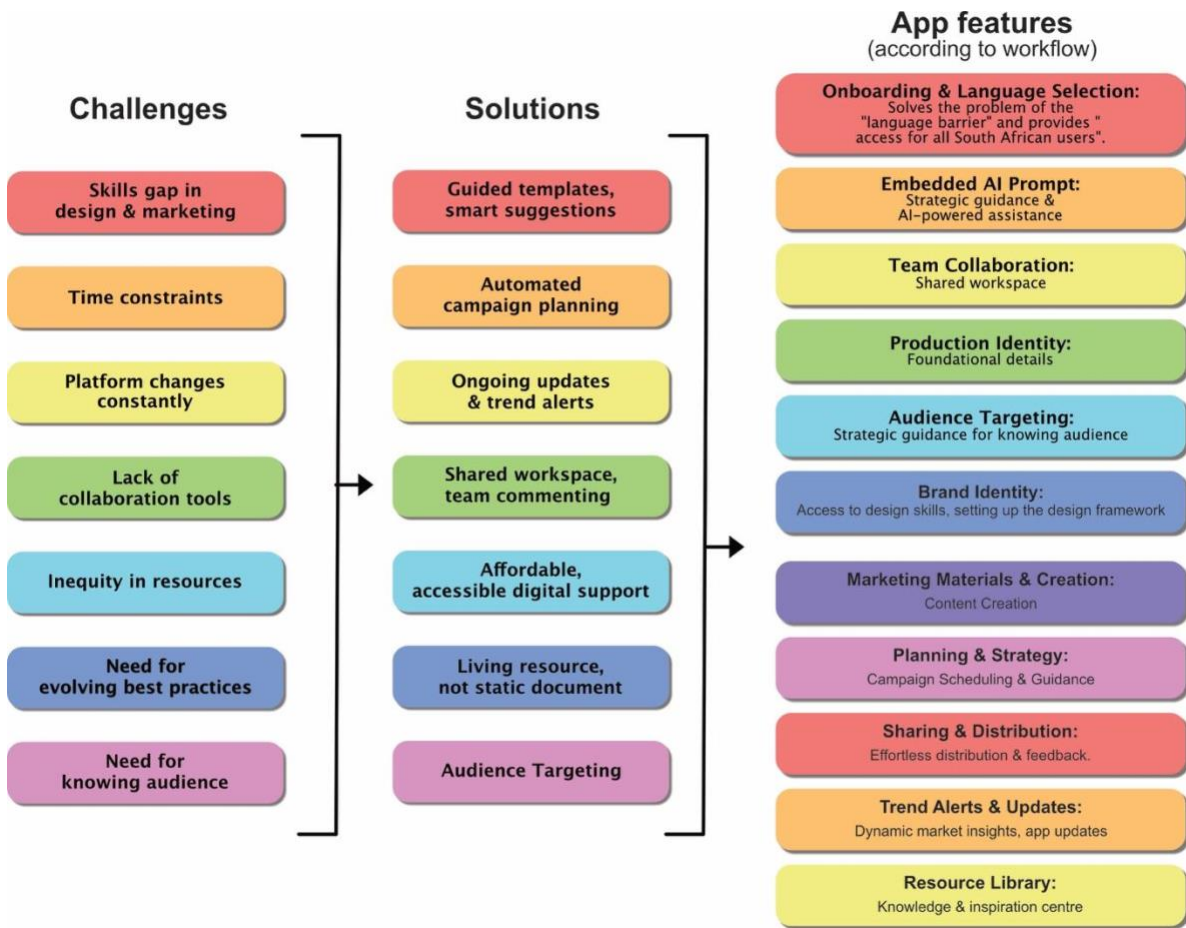 Challenges
Skills gap in
design & marketing
Time constraints
Platform changes
constantly
Lack of
collaboration tools
Inequity in resources
Need for
evolving best practices
Need for
knowing audience
Solutions
Guided templates,
smart suggestions
Automated
campaign planning
Ongoing updates
& trend alerts
Shared workspace,
team commenting
Affordable,
accessible digital support
Living resource,
not static document
Audience Targeting
App features
(according to workflow)
Onboarding & Language Selection:
Solves the problem of the
"language barrier" and provides "
access for all South African users".
Embedded AI Prompt:
Strategic guidance &
AI-powered assistance
Team Collaboration:
Shared workspace
Production Identity:
Foundational details
Audience Targeting:
Strategic guidance for knowing audience
Brand Identity:
Access to design skills, setting up the design framework
Marketing Materials & Creation:
Content Creation
Planning & Strategy:
Campaign Scheduling & Guidance
Sharing & Distribution:
Effortless distribution & feedback.
Trend Alerts & Updates:
Dynamic market insights, app updates
Resource Library:
Knowledge & inspiration centre